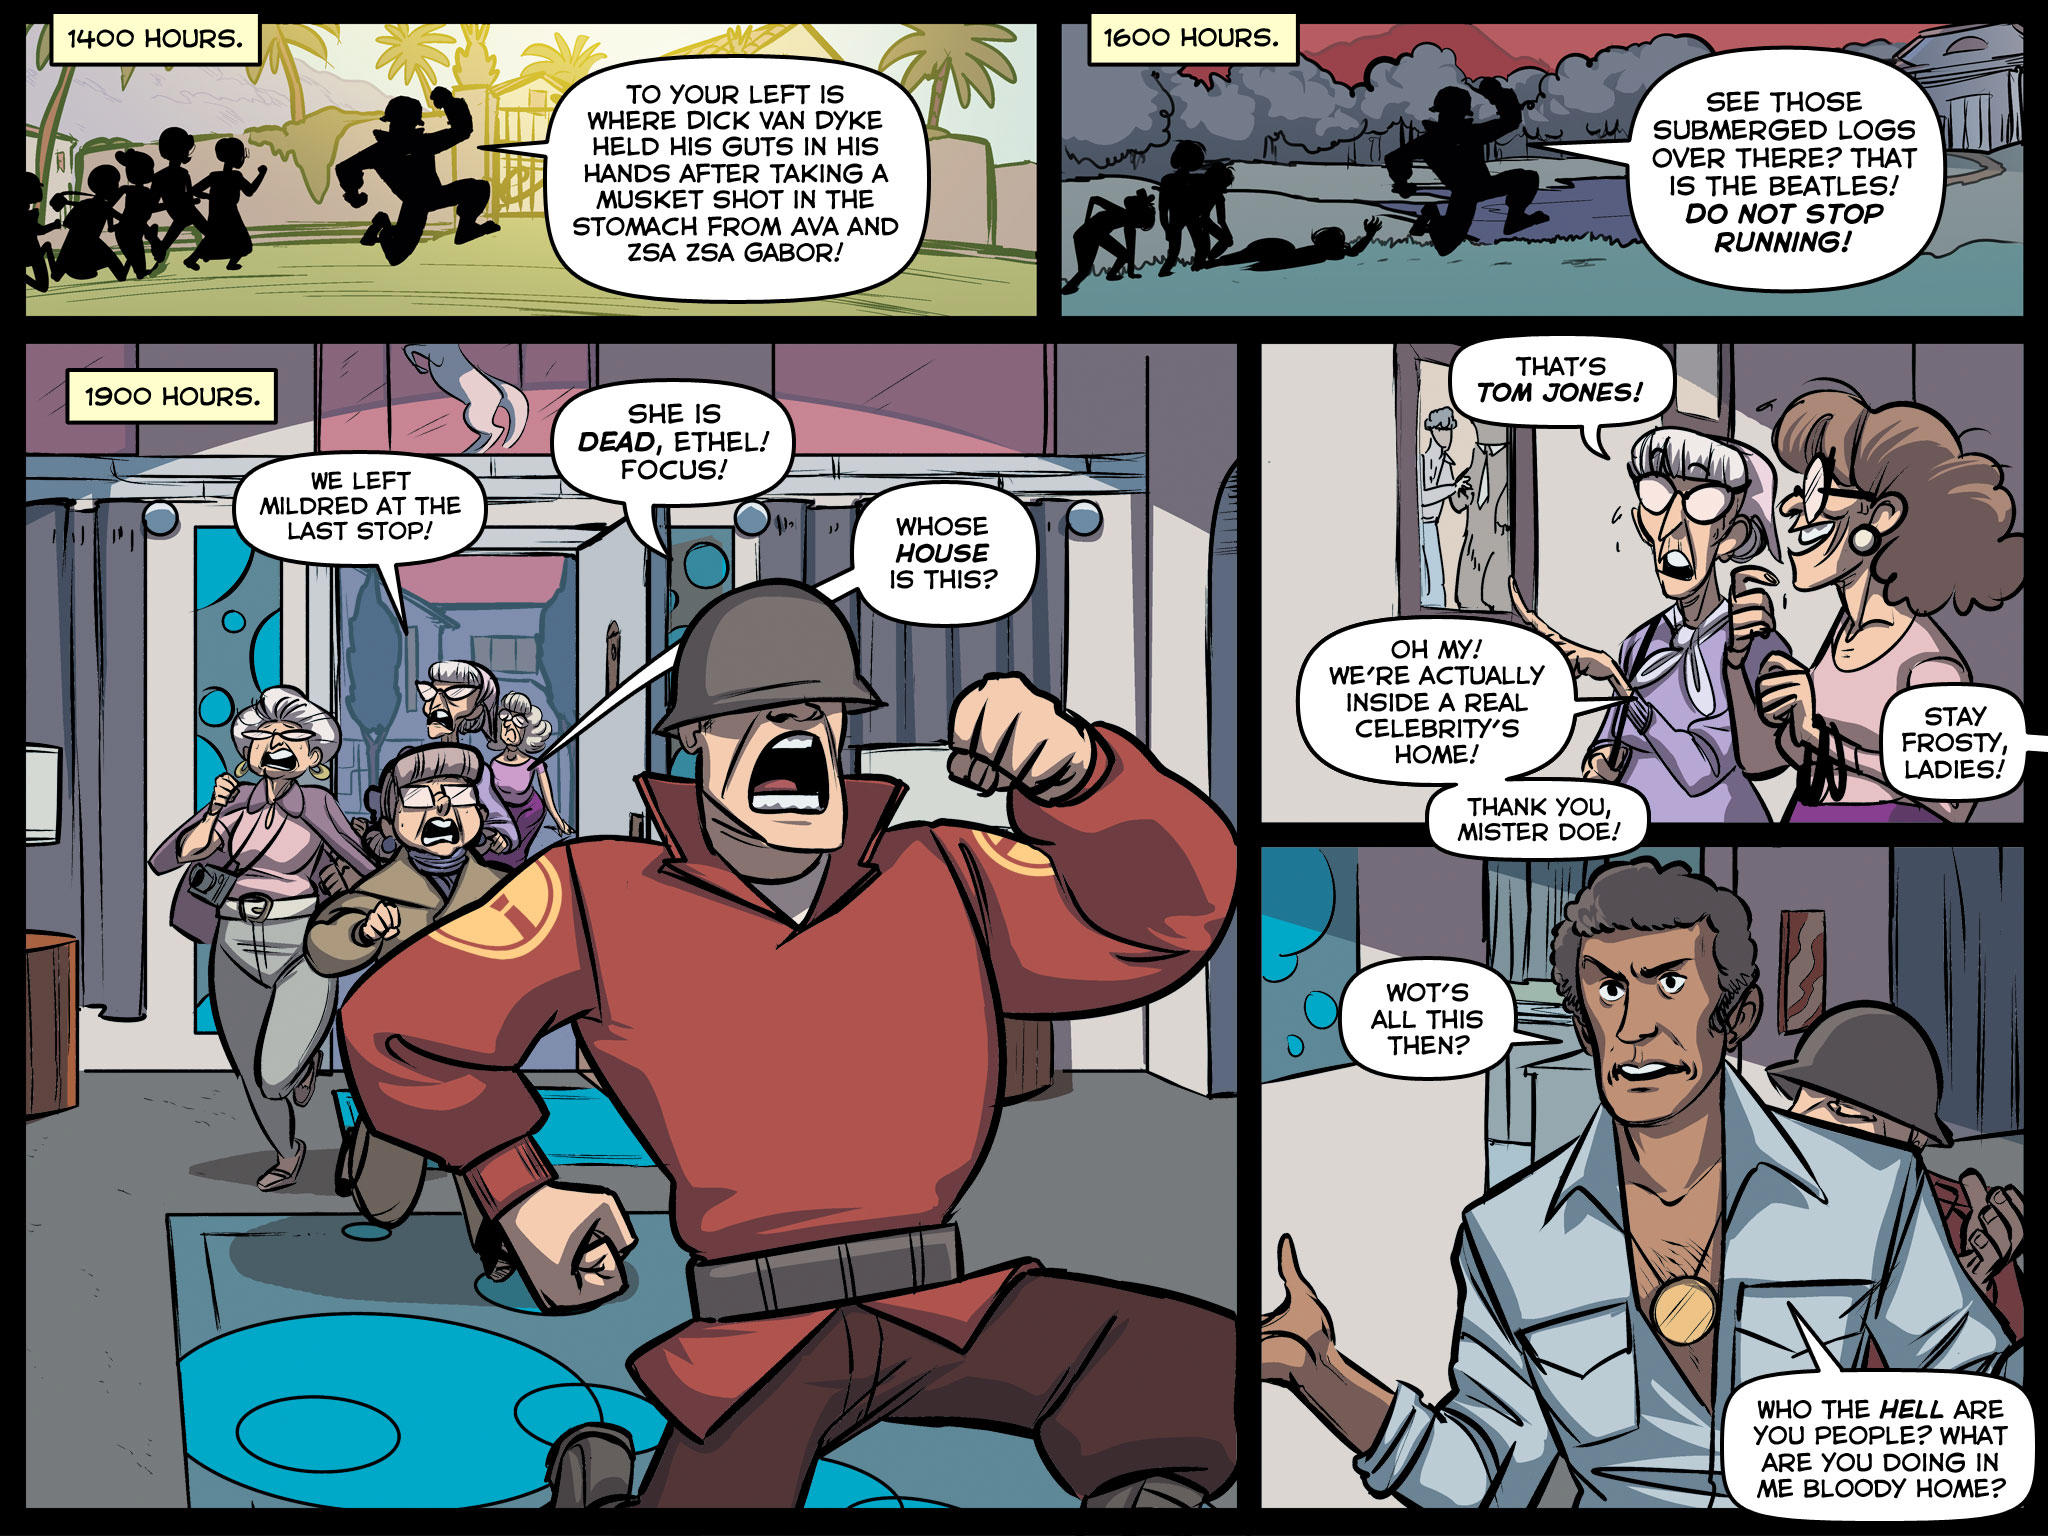 1400 HOURS.
TO YOUR LEFT IS
WHERE DICK VAN DYKE
HELD HIS GUTS IN HIS
HANDS AFTER TAKING A
MUSKET SHOT IN THE
STOMACH FROM AVA AND
ZSA ZSA GABOR!
1600 HOURS.
SEE THOSE
SUBMERGED LOGS
OVER THERE? THAT
IS THE BEATLES!
DO NOT STOP
RUNNING!
1900 HOURS.
WE LEFT
MILDRED AT THE
LAST STOP!
SHE IS
DEAD, ETHEL!
FOCUS!
WHOSE
HOUSE
IS THIS?
THAT'S
TOM JONES!
OH MY!
WE'RE ACTUALLY
INSIDE A REAL
CELEBRITY'S
HOME!
THANK YOU,
MISTER DOE!
STAY
FROSTY,
LADIES!
WOT'S
ALL THIS
THEN?
WHO THE HELL ARE
YOU PEOPLE? WHAT
ARE YOU DOING IN
ME BLOODY HOME?